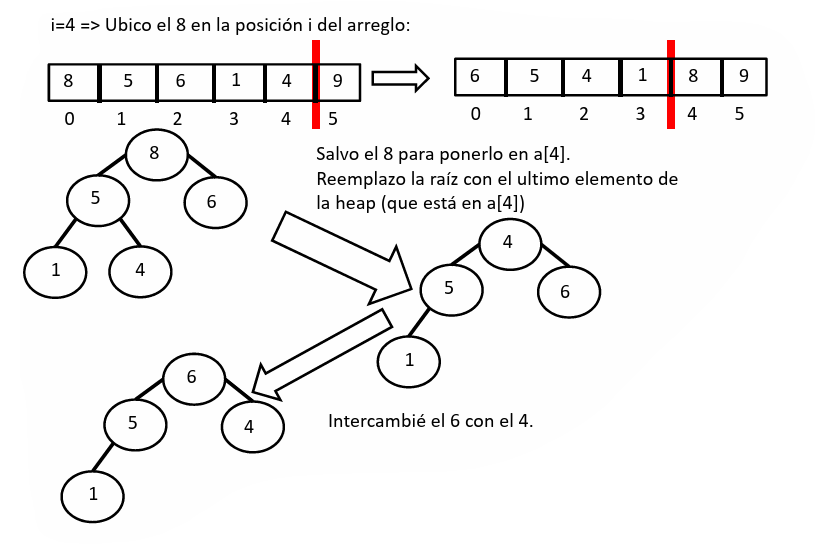 i=4 => Ubico el 8 en la posición i del arreglo:
8 5 6 1 4 9
0 1 2 3 4 5
6 5 4 1 8 9
0 1 2 3 4 5
8
5
6
1
4
Salvo el 8 para ponerlo en a[4].
Reemplazo la raíz con el ultimo elemento de
la heap (que está en a[4])
4
5
6
1
6
5
4
1
Intercambié el 6 con el 4.